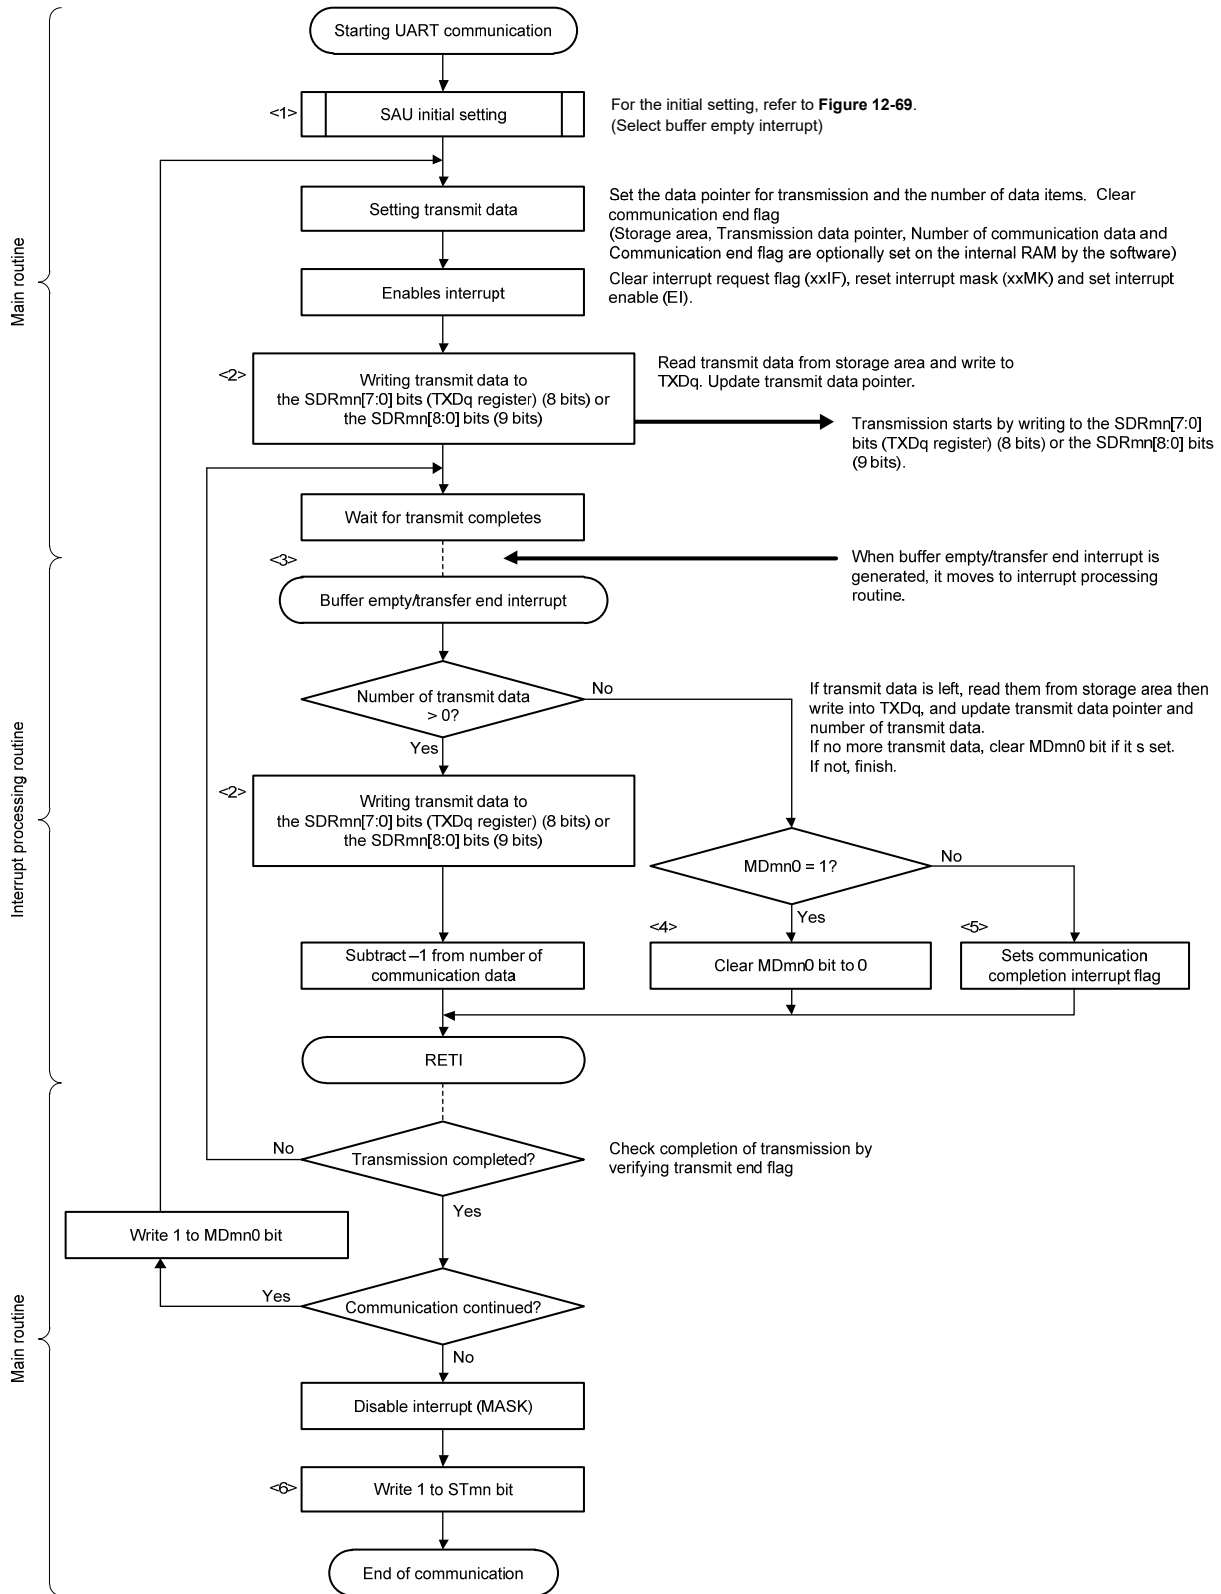 Starting UART communication
<1>
SAU initial setting
For the initial setting, refer to Figure 12-69.
(Select buffer empty interrupt)
Setting transmit data
Set the data pointer for transmission and the number of data items. Clear
communication end flag
(Storage area, Transmission data pointer, Number of communication data and
Communication end flag are optionally set on the internal RAM by the software)
Main routine
Enables interrupt
Clear interrupt request flag (xxIF), reset interrupt mask (xxMK) and set interrupt
enable (EI).
<2>
Writing transmit data to
the SDRmn[7:0] bits (TXDq register) (8 bits) or
the SDRmn[8:0] bits (9 bits)
Read transmit data from storage area and write to
TXDq. Update transmit data pointer.
Transmission starts by writing to the SDRmn[7:0]
bits (TXDq register) (8 bits) or the SDRmn[8:0] bits
(9 bits).
Wait for transmit completes
<3>
When buffer empty/transfer end interrupt is
generated, it moves to interrupt processing
routine.
Buffer empty/transfer end interrupt
Number of transmit data
> 0?
No
Yes
If transmit data is left, read them from storage area then
write into TXDq, and update transmit data pointer and
number of transmit data.
If no more transmit data, clear MDmn0 bit if it s set.
If not, finish.
Interrupt processing routine
<2>
Writing transmit data to
the SDRmn[7:0] bits (TXDq register) (8 bits) or
the SDRmn[8:0] bits (9 bits)
MDmn0 = 1?
No
Yes
<4>
<5>
Subtract –1 from number of
communication data
Clear MDmn0 bit to 0
Sets communication
completion interrupt flag
RETI
No
Transmission completed?
Check completion of transmission by
verifying transmit end flag
Yes
Write 1 to MDmn0 bit
Yes
Communication continued?
No
Main routine
Disable interrupt (MASK)
<6>
Write 1 to STmn bit
End of communication